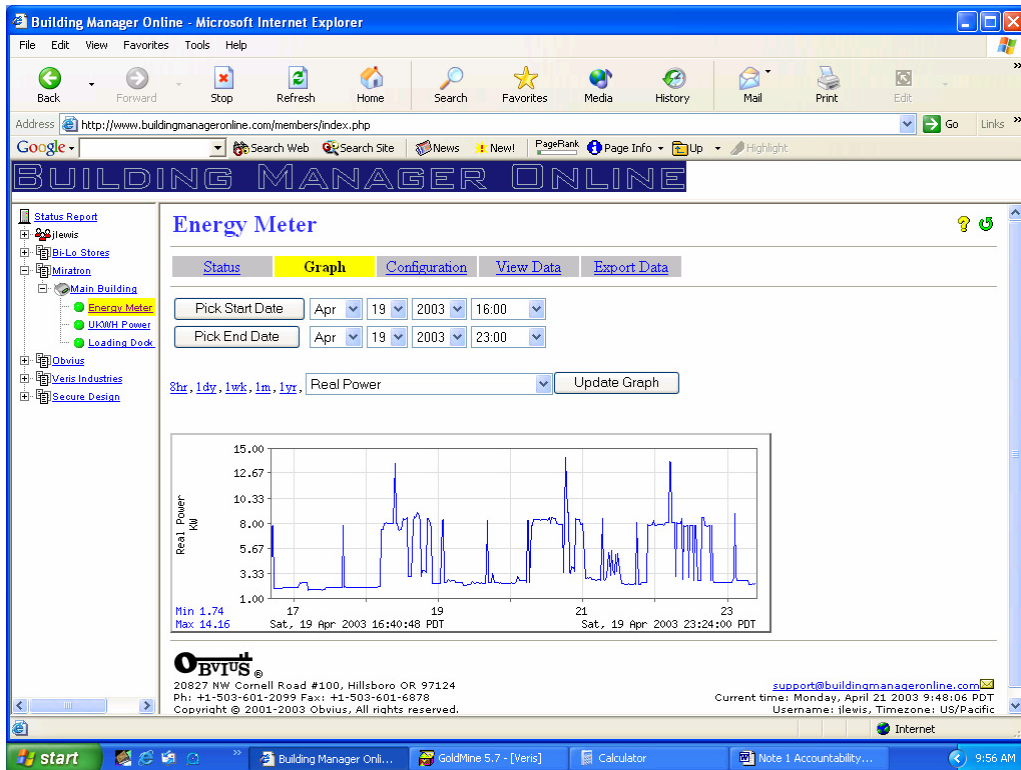 Building Manager Online - Microsoft Internet Explorer
File Edit View Favorites Tools Help
Back Forward Stop Refresh Home Search Favorites Media History Mail Print Edit
Address http://www.buildingmanageronline.com/members/index.php Go Links
Google Search Web Search Site News New! PageRank Page Info Up Highlight
BUILDING MANAGER ONLINE
Status Report
jlewis
Bi-Lo Stores
Miratron
Main Building
Energy Meter
UKWH Power
Loading Dock
Obvius
Veris Industries
Secure Design
Energy Meter
Status Graph Configuration View Data Export Data
Pick Start Date Apr 19 2003 16:00
Pick End Date Apr 19 2003 23:00
8hr, 1dy, 1wk, 1m, 1yr, Real Power Update Graph
Real Power
KW
15.00
12.67
10.33
8.00
5.67
3.33
1.00
17 19 21 23
Min 1.74
Max 14.16
Sat, 19 Apr 2003 16:40:48 PDT Sat, 19 Apr 2003 23:24:00 PDT
OBVIUS ®
20827 NW Cornell Road #100, Hillsboro OR 97124
Ph: +1-503-601-2099 Fax: +1-503-601-6878
Copyright © 2001-2003 Obvius, All rights reserved.
support@buildingmanageronline.com
Current time: Monday, April 21 2003 9:48:06 PDT
Username: jlewis, Timezone: US/Pacific
Internet
start Building Manager Onli... GoldMine 5.7 - [Veris] Calculator Note 1 Accountability... 9:56 AM